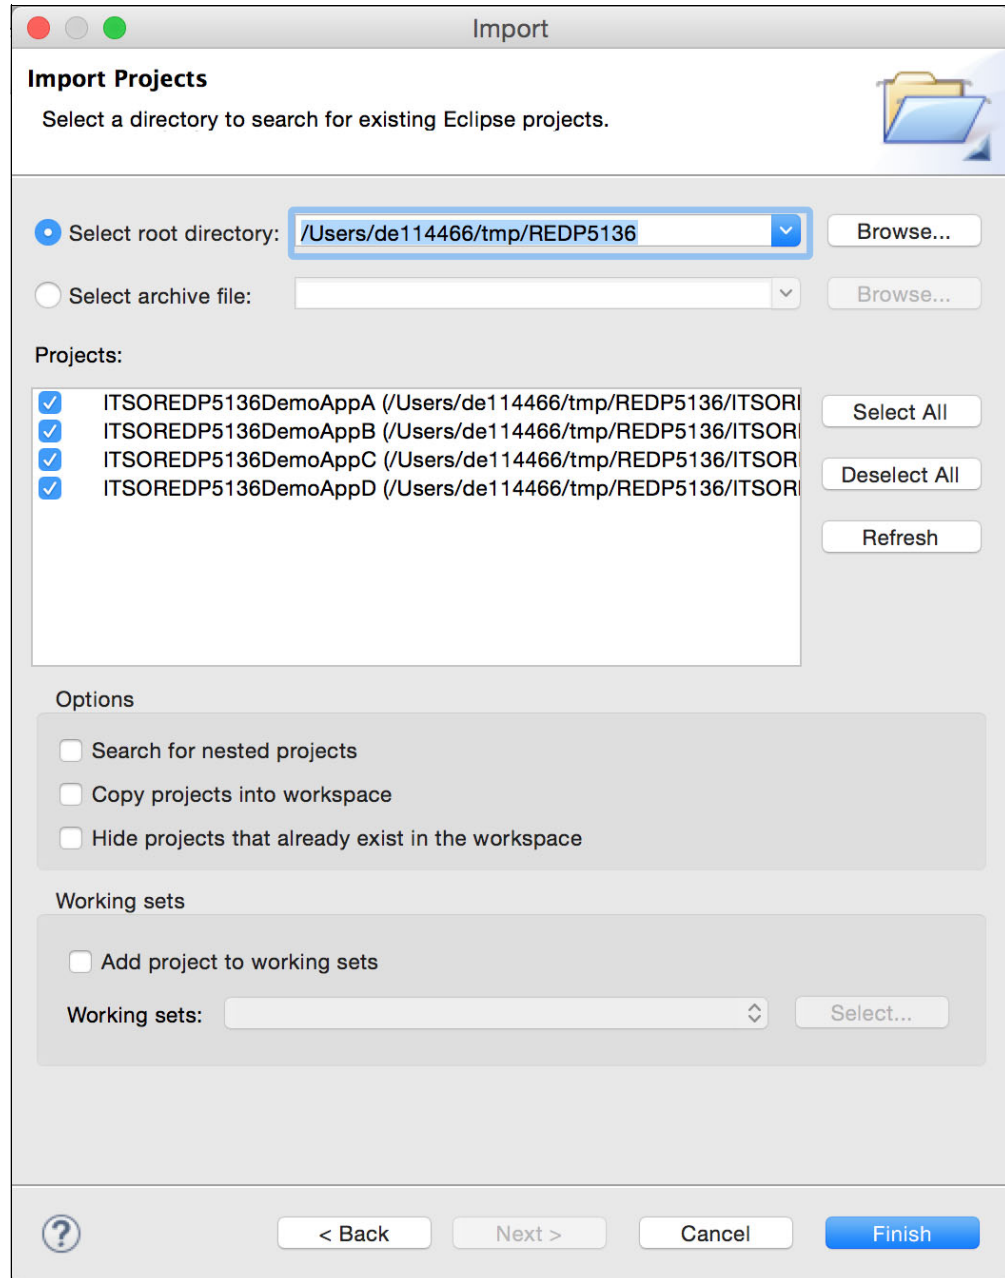 Import
Import Projects
Select a directory to search for existing Eclipse projects.
Select root directory: /Users/de114466/tmp/REDP5136 Browse...
Select archive file: Browse...
Projects:
ITSOREDP5136DemoAppA (/Users/de114466/tmp/REDP5136/ITSORI
ITSOREDP5136DemoAppB (/Users/de114466/tmp/REDP5136/ITSORI
ITSOREDP5136DemoAppC (/Users/de114466/tmp/REDP5136/ITSORI
ITSOREDP5136DemoAppD (/Users/de114466/tmp/REDP5136/ITSORI
Select All
Deselect All
Refresh
Options
Search for nested projects
Copy projects into workspace
Hide projects that already exist in the workspace
Working sets
Add project to working sets
Working sets: Select...
? < Back Next > Cancel Finish